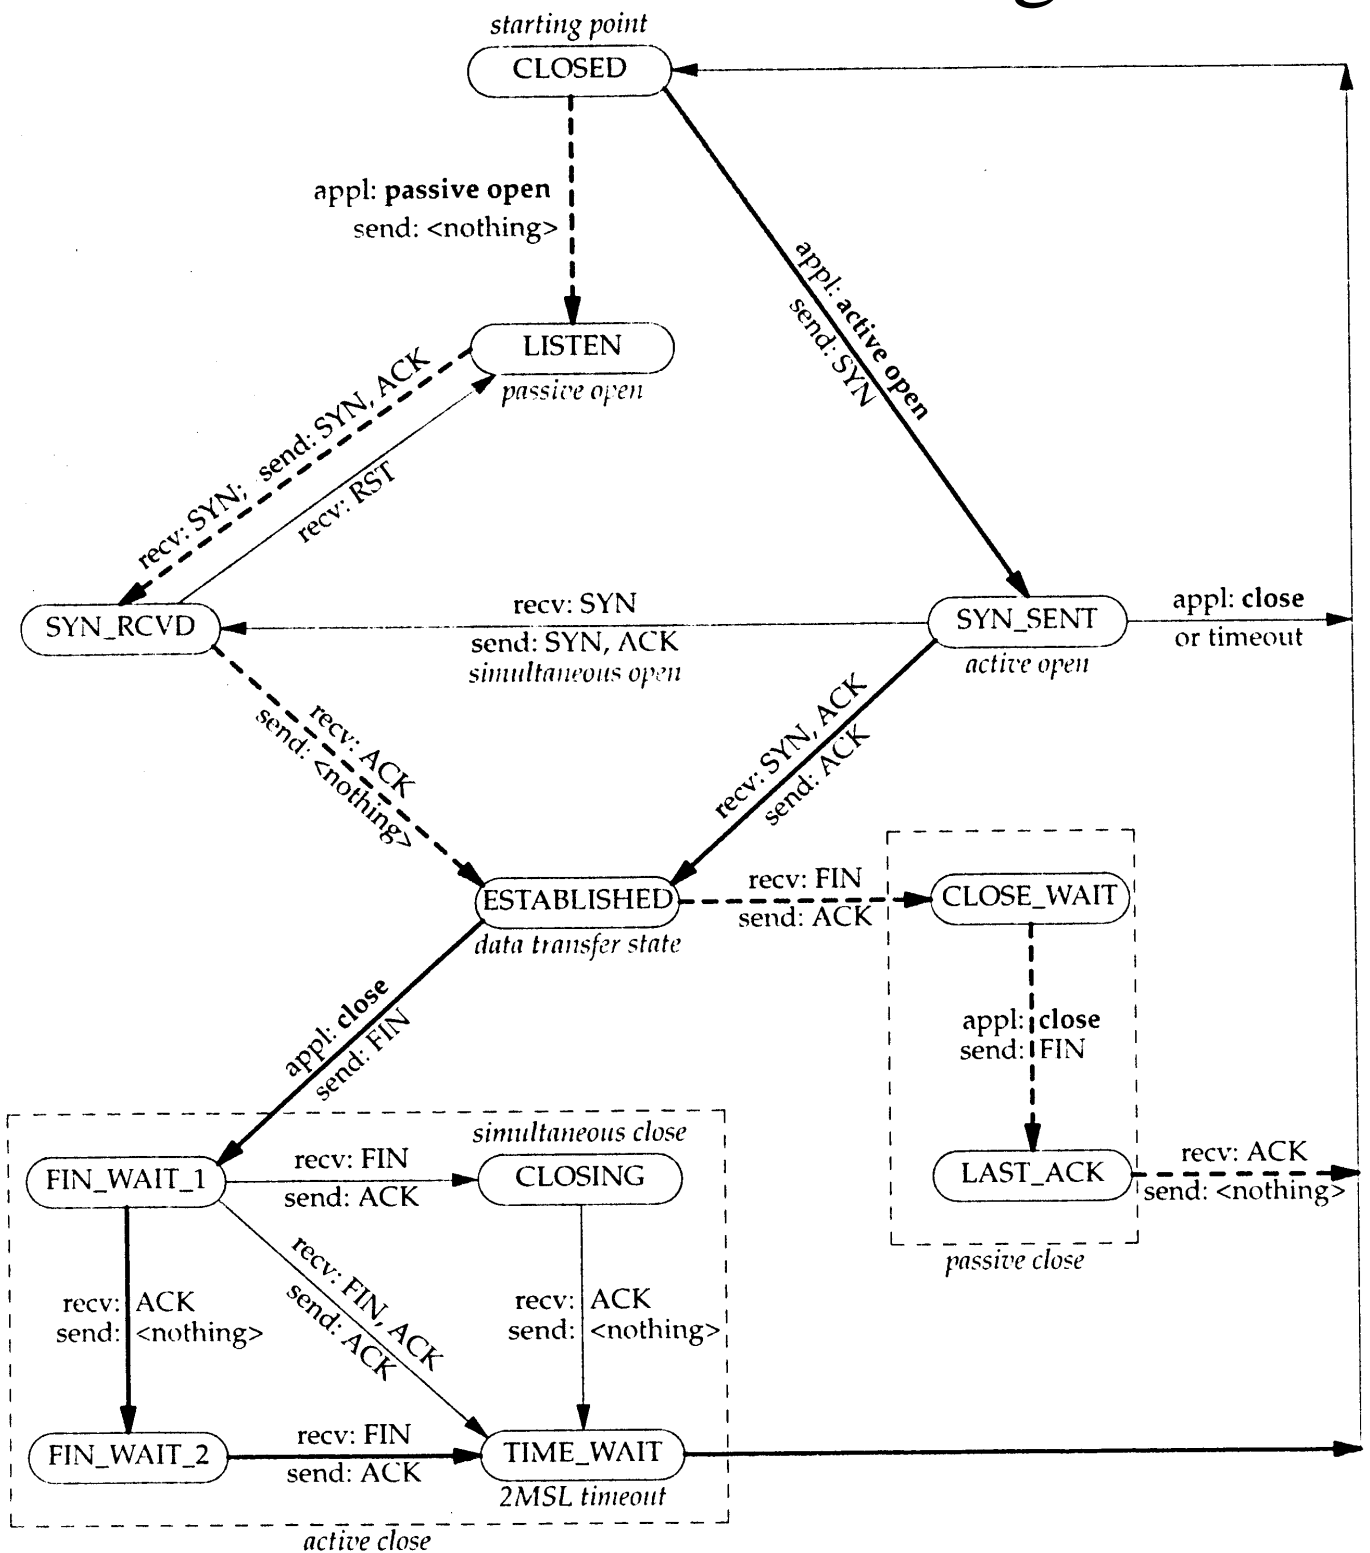 starting point
CLOSED
appl: passive open
send: <nothing>
appl: active open
send: SYN
LISTEN
passive open
recv: SYN; send: SYN, ACK
recv: RST
SYN_RCVD
recv: SYN
send: SYN, ACK
simultaneous open
SYN_SENT
active open
appl: close
or timeout
recv: ACK
send: <nothing>
recv: SYN, ACK
send: ACK
ESTABLISHED
data transfer state
recv: FIN
send: ACK
CLOSE_WAIT
appl: close
send: FIN
appl: close
send: FIN
LAST_ACK
recv: ACK
send: <nothing>
passive close
simultaneous close
FIN_WAIT_1
recv: FIN
send: ACK
CLOSING
recv: ACK
send: <nothing>
recv: FIN, ACK
send: ACK
recv: ACK
send: <nothing>
FIN_WAIT_2
recv: FIN
send: ACK
TIME_WAIT
2MSL timeout
active close